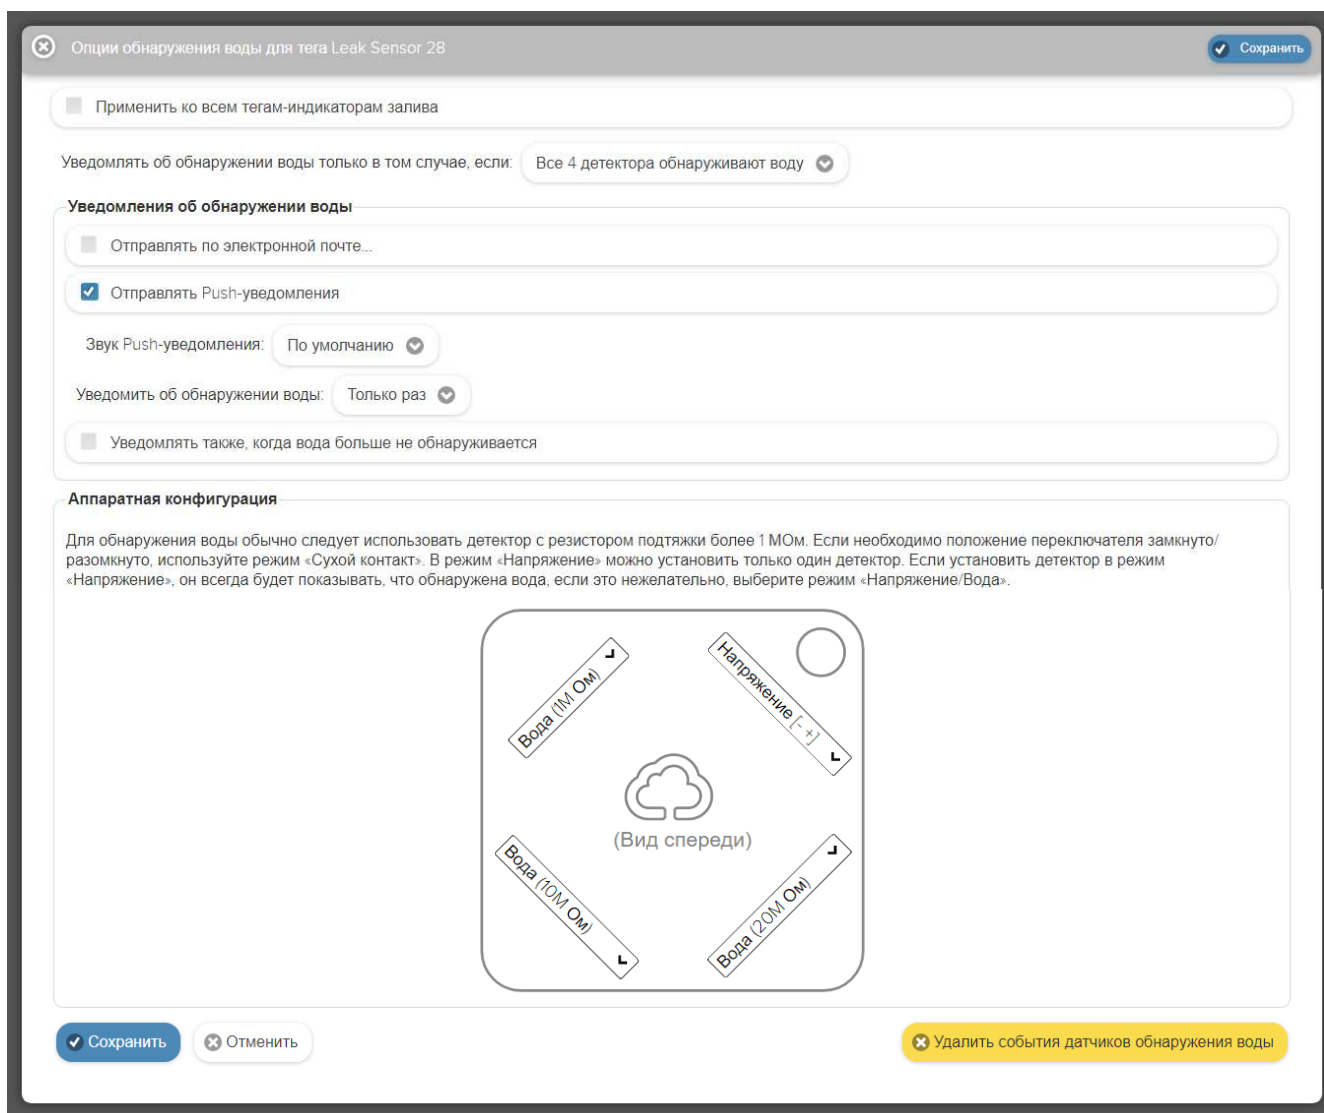 Опции обнаружения воды для тега Leak Sensor 28
Сохранить
Применить ко всем тегам-индикаторам залива
Уведомлять об обнаружении воды только в том случае, если: Все 4 детектора обнаруживают воду
Уведомления об обнаружении воды
Отправлять по электронной почте...
Отправлять Push-уведомления
Звук Push-уведомления: По умолчанию
Уведомить об обнаружении воды: Только раз
Уведомлять также, когда вода больше не обнаруживается
Аппаратная конфигурация
Для обнаружения воды обычно следует использовать детектор с резистором подтяжки более 1 МОм. Если необходимо положение переключателя замкнуто/
разомкнуто, используйте режим «Сухой контакт». В режим «Напряжение» можно установить только один детектор. Если установить детектор в режим
«Напряжение», он всегда будет показывать, что обнаружена вода, если это нежелательно, выберите режим «Напряжение/Вода».
Вода (1М Ом)
Напряжение [- +]
(Вид спереди)
Вода (10М Ом)
Вода (20М Ом)
Сохранить
Отменить
Удалить события датчиков обнаружения воды